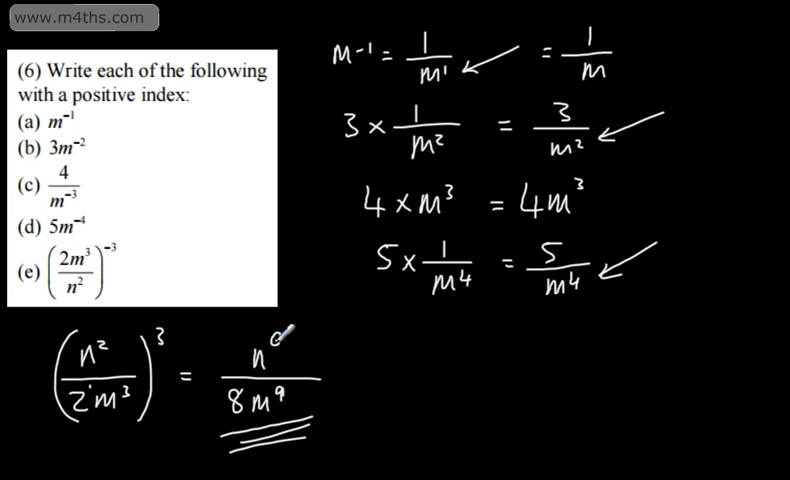 www.m4ths.com
(6) Write each of the following
with a positive index:
(a) m⁻¹
(b) 3m⁻²
(c) 4/m⁻³
(d) 5m⁻⁴
(e) (2m³/n²)⁻³
m⁻¹ = 1/m¹ = 1/m
3 × 1/m² = 3/m²
4 × m³ = 4m³
5 × 1/m⁴ = 5/m⁴
(n²/2m³)³ = n/8m⁹